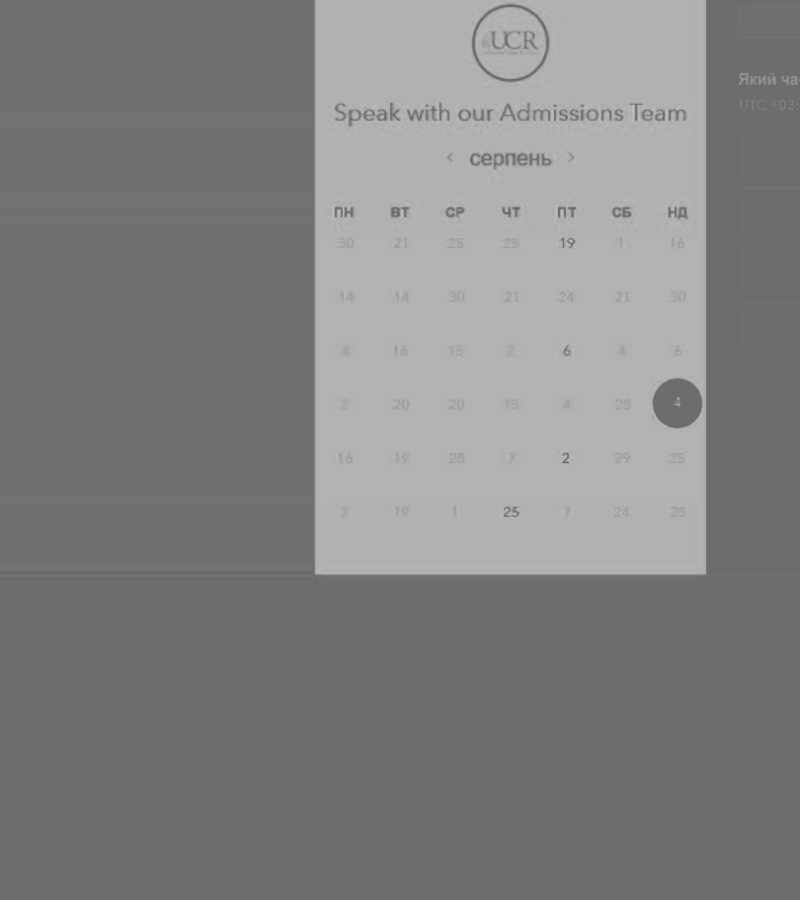 UCR
Speak with our Admissions Team
< серпень >
ПН ВТ СР ЧТ ПТ СБ НД
30 21 25 25 19 1 16
14 14 30 21 24 21 30
4 16 15 2 6 4 6
2 20 20 15 4 28 4
16 19 28 7 2 29 25
2 19 1 25 7 24 28
Який ча
UTC +03: